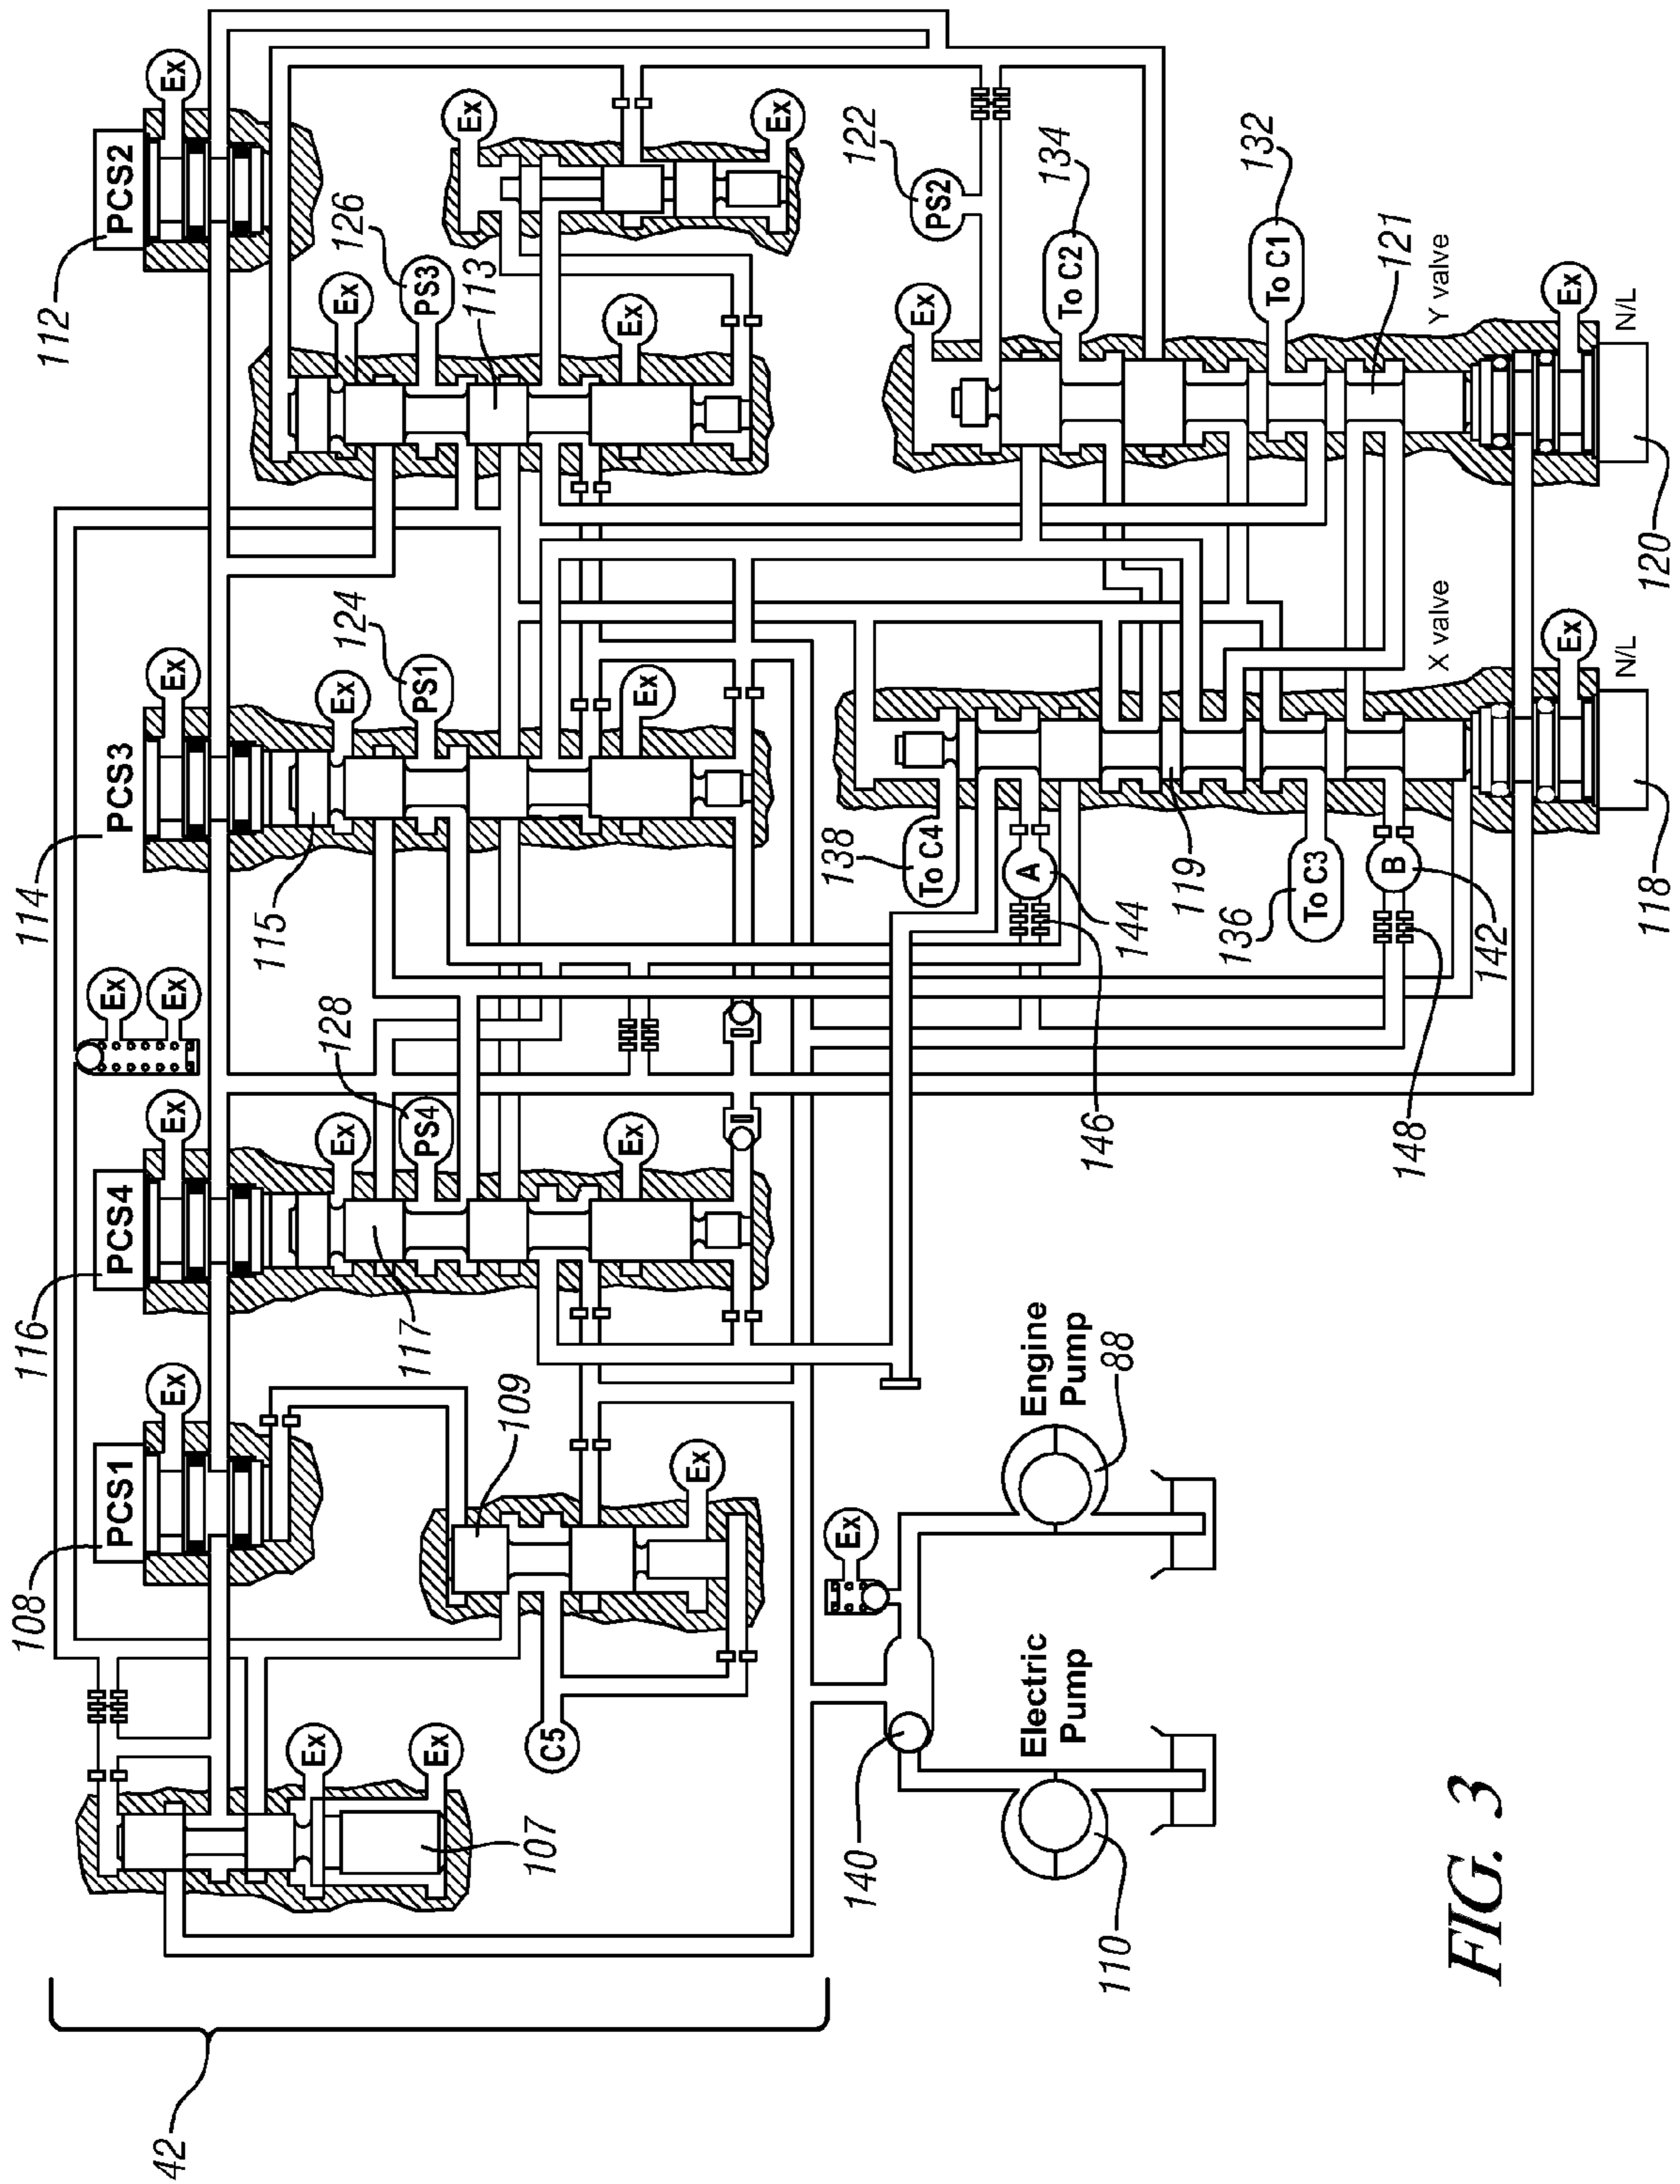 112
PCS2
Ex
114
PCS3
Ex
Ex
Ex
116
PCS4
Ex
108
PCS1
Ex
42
Ex
126
Ex
PS3
113
Ex
Ex
Ex
124
Ex
PS1
115
Ex
128
Ex
PS4
117
Ex
109
Ex
C5
Ex
Ex
107
122
PS2
134
To C2
132
To C1
Ex
Y valve
121
Ex
N/L
120
138
To C4
A
144
146
119
136
To C3
B
142
148
X valve
Ex
N/L
118
Ex
140
Engine
Pump
88
Electric
Pump
110
FIG. 3